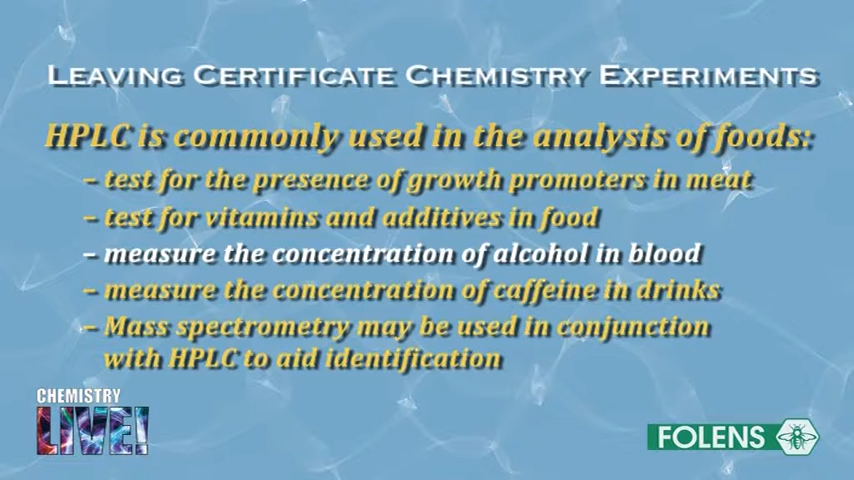 LEAVING CERTIFICATE CHEMISTRY EXPERIMENTS
HPLC is commonly used in the analysis of foods:
– test for the presence of growth promoters in meat
– test for vitamins and additives in food
– measure the concentration of alcohol in blood
– measure the concentration of caffeine in drinks
– Mass spectrometry may be used in conjunction
with HPLC to aid identification
CHEMISTRY
LIVE!
FOLENS